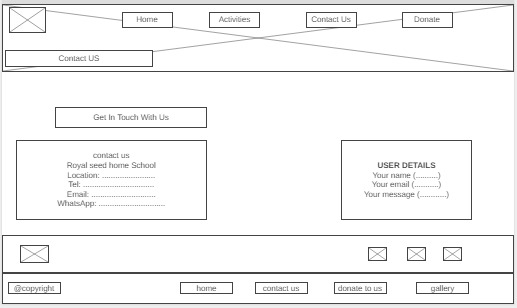 Home
Activities
Contact Us
Donate
Contact US
Get In Touch With Us
contact us
Royal seed home School
Location: .......................
Tel: ................................
Email: ............................
WhatsApp: .............................
USER DETAILS
Your name (..........)
Your email (..........)
Your message (..........)
@copyright
home
contact us
donate to us
gallery